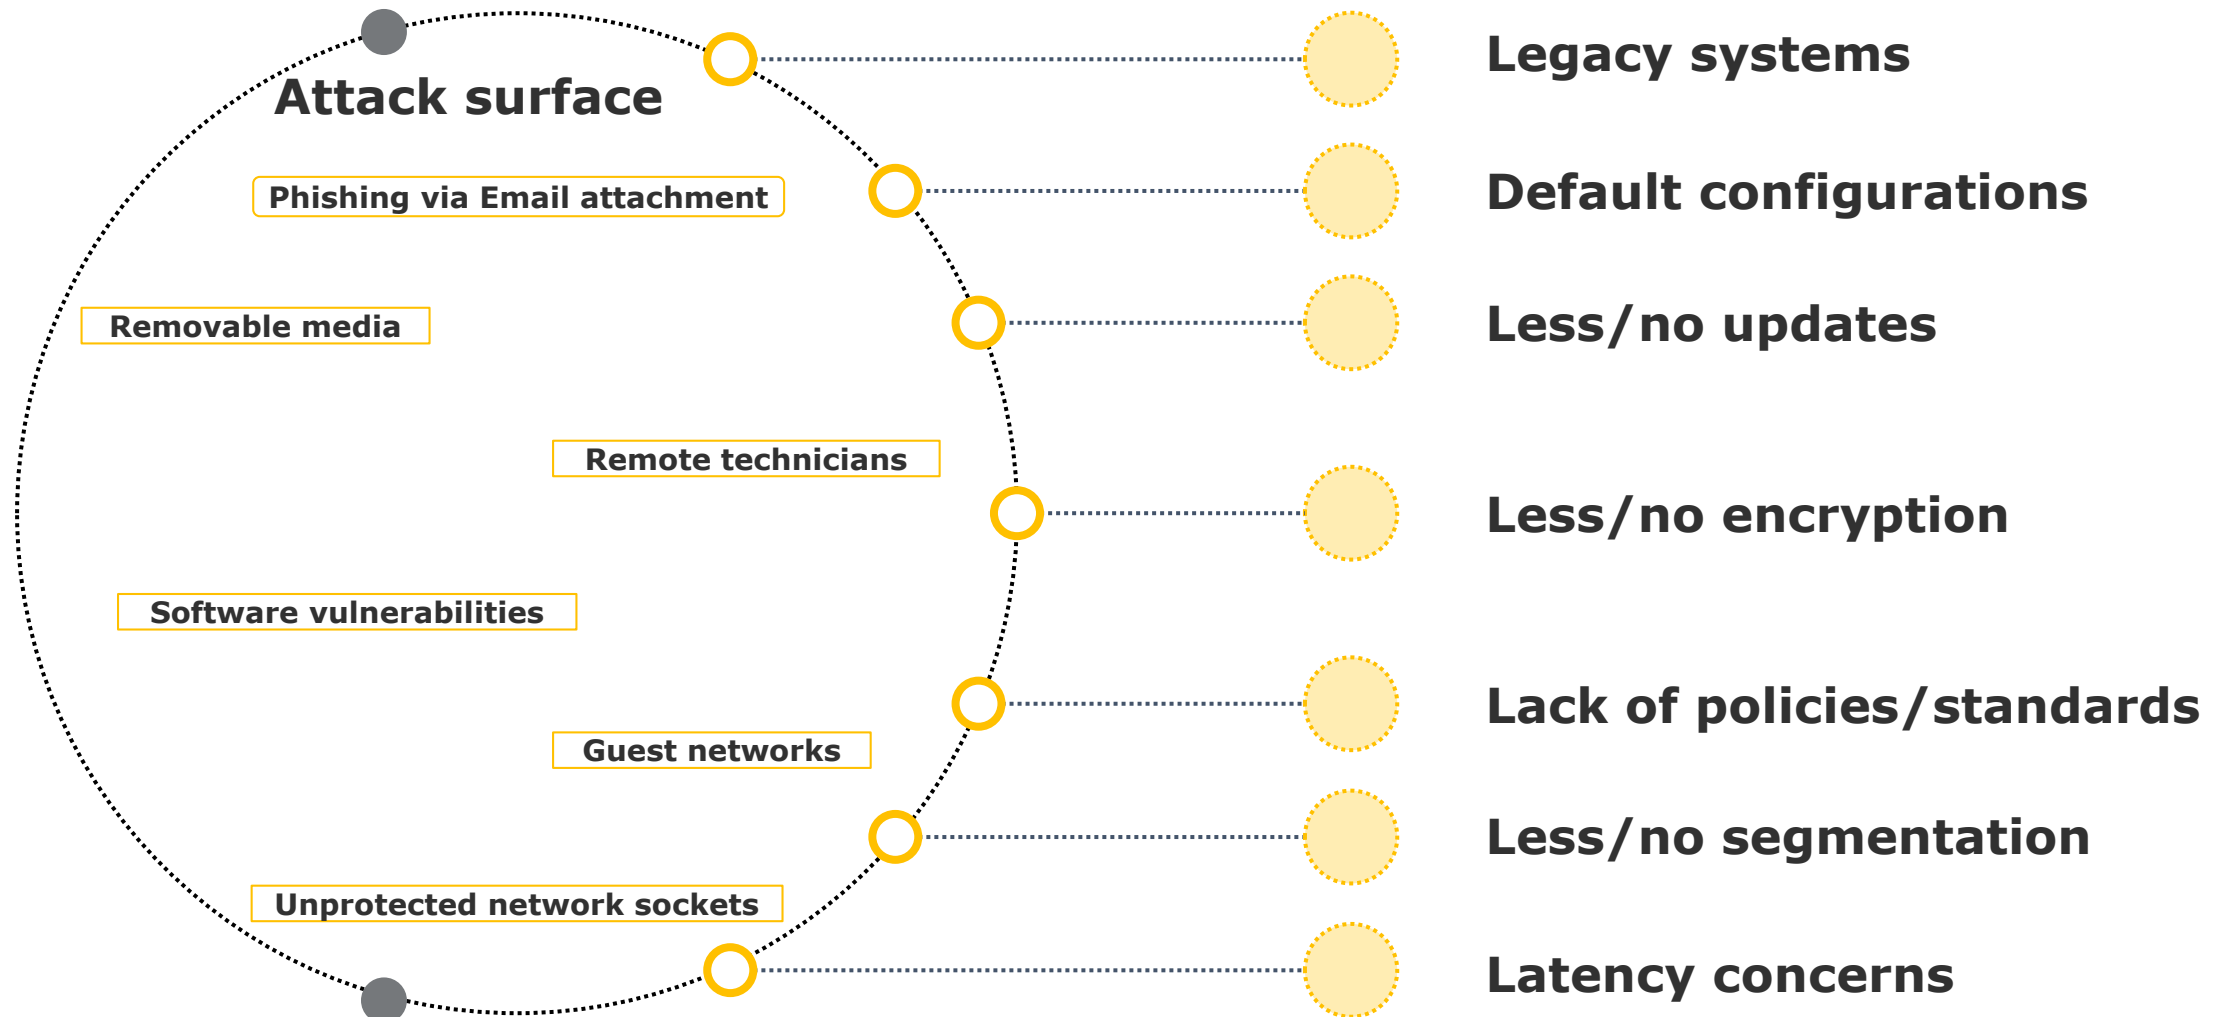 Attack surface
Phishing via Email attachment
Removable media
Remote technicians
Software vulnerabilities
Guest networks
Unprotected network sockets
Legacy systems
Default configurations
Less/no updates
Less/no encryption
Lack of policies/standards
Less/no segmentation
Latency concerns